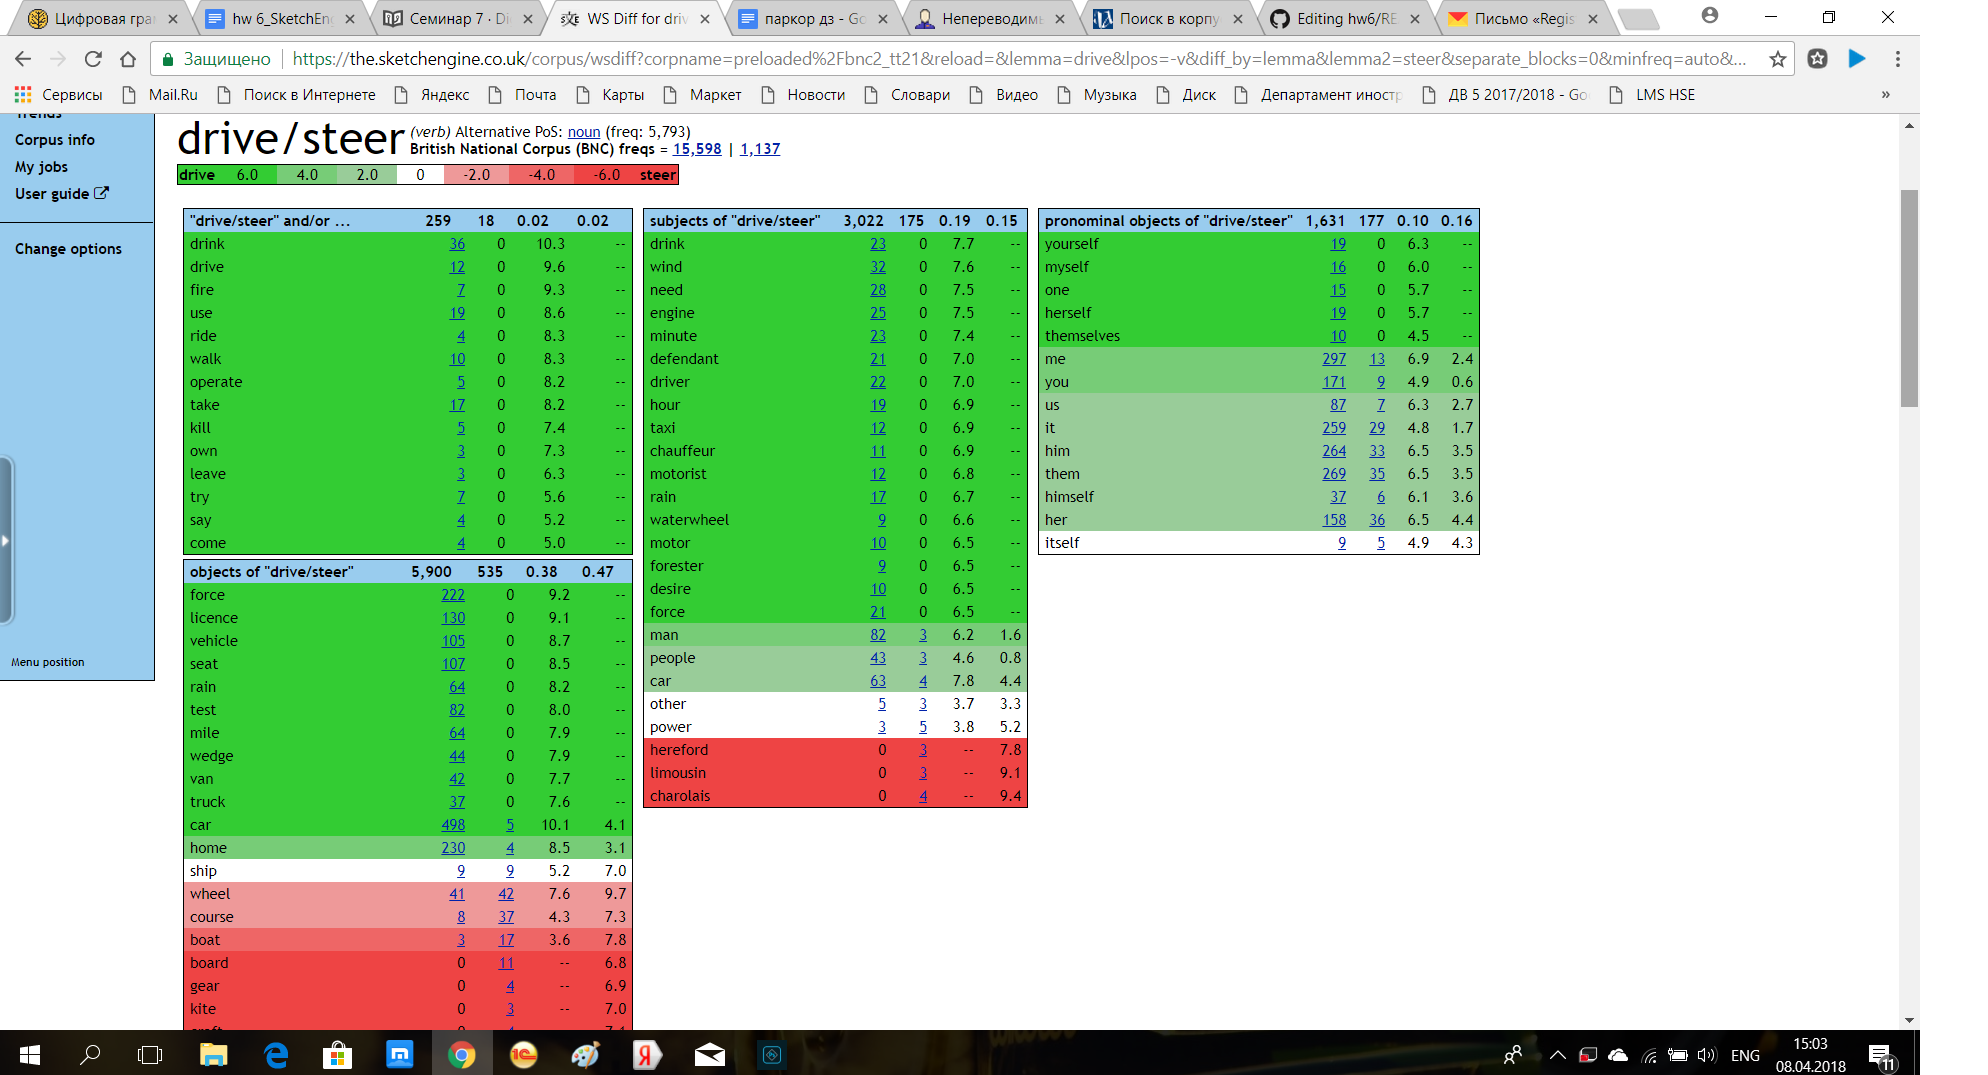 Цифровая гра
hw 6_SketchEn
Семинар 7 · Di
WS Diff for driv
паркор дз - Go
Непереводимы
Поиск в корпу
Editing hw6/RE
Письмо «Regis
Защищено https://the.sketchengine.co.uk/corpus/wsdiff?corpname=preloaded%2Fbnc2_tt21&reload=&lemma=drive&lpos=-v&diff_by=lemma&lemma2=steer&separate_blocks=0&minfreq=auto&...
Сервисы Mail.Ru Поиск в Интернете Яндекс Почта Карты Маркет Новости Словари Видео Музыка Диск Департамент иностр ДВ 5 2017/2018 - Go LMS HSE »
Trends
Corpus info
My jobs
User guide
Change options
Menu position
drive/steer (verb) Alternative PoS: noun (freq: 5,793)
British National Corpus (BNC) freqs = 15,598 | 1,137
drive 6.0 4.0 2.0 0 -2.0 -4.0 -6.0 steer
"drive/steer" and/or ... 259 18 0.02 0.02
drink 36 0 10.3 --
drive 12 0 9.6 --
fire 7 0 9.3 --
use 19 0 8.6 --
ride 4 0 8.3 --
walk 10 0 8.3 --
operate 5 0 8.2 --
take 17 0 8.2 --
kill 5 0 7.4 --
own 3 0 7.3 --
leave 3 0 6.3 --
try 7 0 5.6 --
say 4 0 5.2 --
come 4 0 5.0 --
objects of "drive/steer" 5,900 535 0.38 0.47
force 222 0 9.2 --
licence 130 0 9.1 --
vehicle 105 0 8.7 --
seat 107 0 8.5 --
rain 64 0 8.2 --
test 82 0 8.0 --
mile 64 0 7.9 --
wedge 44 0 7.9 --
van 42 0 7.7 --
truck 37 0 7.6 --
car 498 5 10.1 4.1
home 230 4 8.5 3.1
ship 9 9 5.2 7.0
wheel 41 42 7.6 9.7
course 8 37 4.3 7.3
boat 3 17 3.6 7.8
board 0 11 -- 6.8
gear 0 4 -- 6.9
kite 0 3 -- 7.0
subjects of "drive/steer" 3,022 175 0.19 0.15
drink 23 0 7.7 --
wind 32 0 7.6 --
need 28 0 7.5 --
engine 25 0 7.5 --
minute 23 0 7.4 --
defendant 21 0 7.0 --
driver 22 0 7.0 --
hour 19 0 6.9 --
taxi 12 0 6.9 --
chauffeur 11 0 6.9 --
motorist 12 0 6.8 --
rain 17 0 6.7 --
waterwheel 9 0 6.6 --
motor 10 0 6.5 --
forester 9 0 6.5 --
desire 10 0 6.5 --
force 21 0 6.5 --
man 82 3 6.2 1.6
people 43 3 4.6 0.8
car 63 4 7.8 4.4
other 5 3 3.7 3.3
power 3 5 3.8 5.2
hereford 0 3 -- 7.8
limousin 0 3 -- 9.1
charolais 0 4 -- 9.4
pronominal objects of "drive/steer" 1,631 177 0.10 0.16
yourself 19 0 6.3 --
myself 16 0 6.0 --
one 15 0 5.7 --
herself 19 0 5.7 --
themselves 10 0 4.5 --
me 297 13 6.9 2.4
you 171 9 4.9 0.6
us 87 7 6.3 2.7
it 259 29 4.8 1.7
him 264 33 6.5 3.5
them 269 35 6.5 3.5
himself 37 6 6.1 3.6
her 158 36 6.5 4.4
itself 9 5 4.9 4.3
ENG
15:03
08.04.2018
11